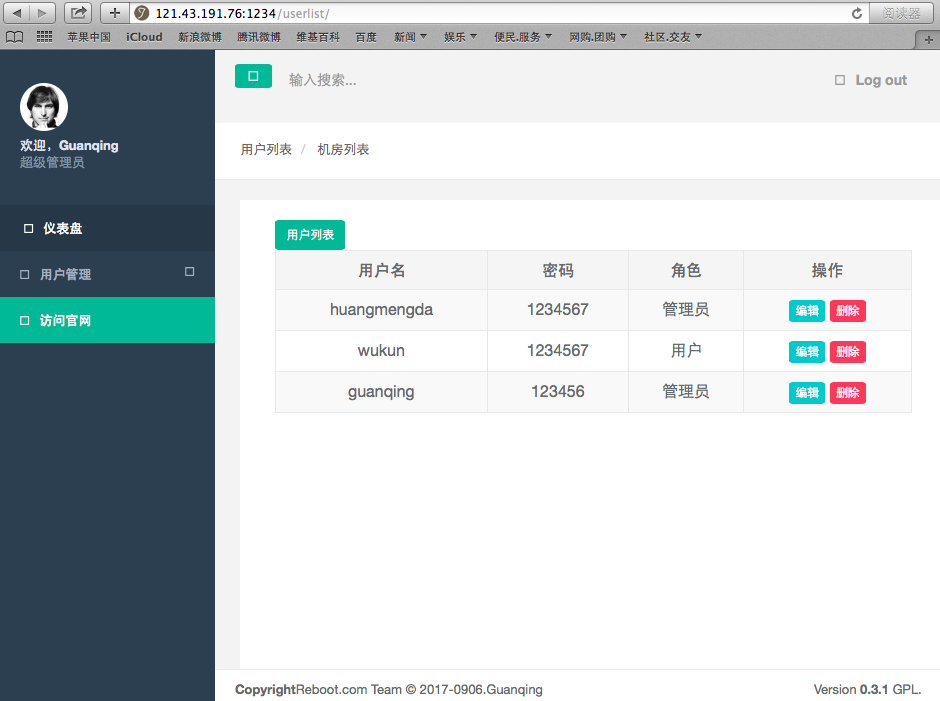 121.43.191.76:1234/userlist/
阅读器
苹果中国 iCloud 新浪微博 腾讯微博 维基百科 百度 新闻 娱乐 便民.服务 网购.团购 社区.交友
欢迎，Guanqing
超级管理员
仪表盘
用户管理
访问官网
输入搜索...
Log out
用户列表 / 机房列表
用户列表
用户名 密码 角色 操作
huangmengda 1234567 管理员 编辑 删除
wukun 1234567 用户 编辑 删除
guanqing 123456 管理员 编辑 删除
CopyrightReboot.com Team © 2017-0906.Guanqing
Version 0.3.1 GPL.